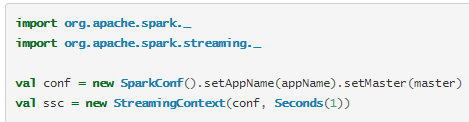 import org.apache.spark._
import org.apache.spark.streaming._
val conf = new SparkConf().setAppName(appName).setMaster(master)
val ssc = new StreamingContext(conf, Seconds(1))